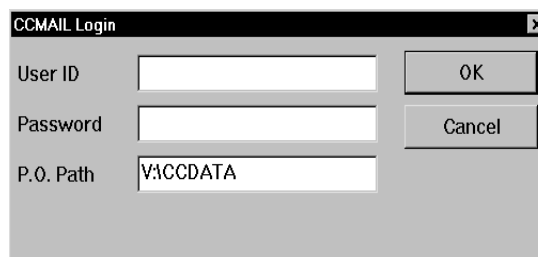 CCMAIL Login
User ID
OK
Password
Cancel
P.O. Path
V:\CCDATA